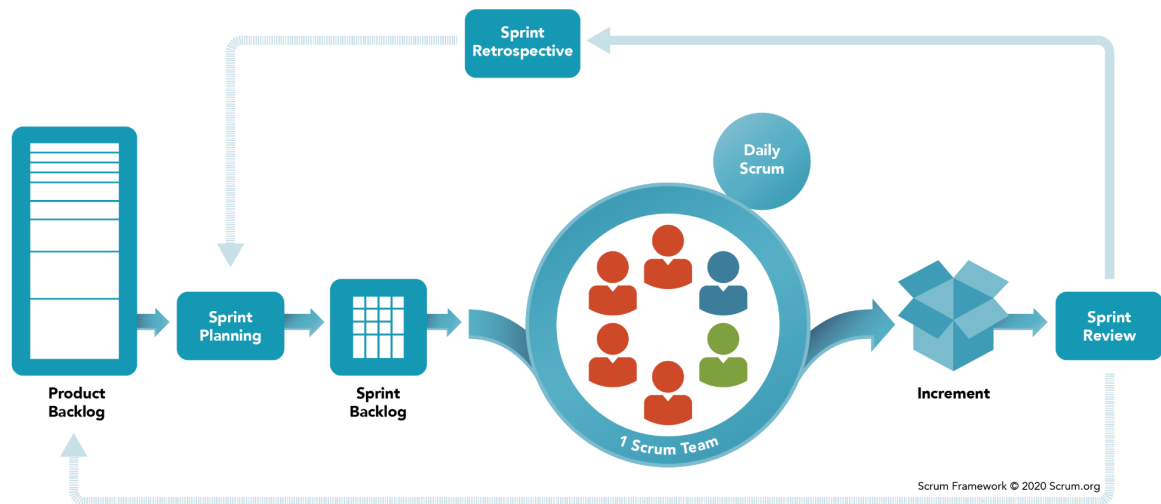 Sprint
Retrospective
Daily
Scrum
Sprint
Planning
Sprint
Review
Product
Backlog
Sprint
Backlog
Increment
1 Scrum Team
Scrum Framework © 2020 Scrum.org